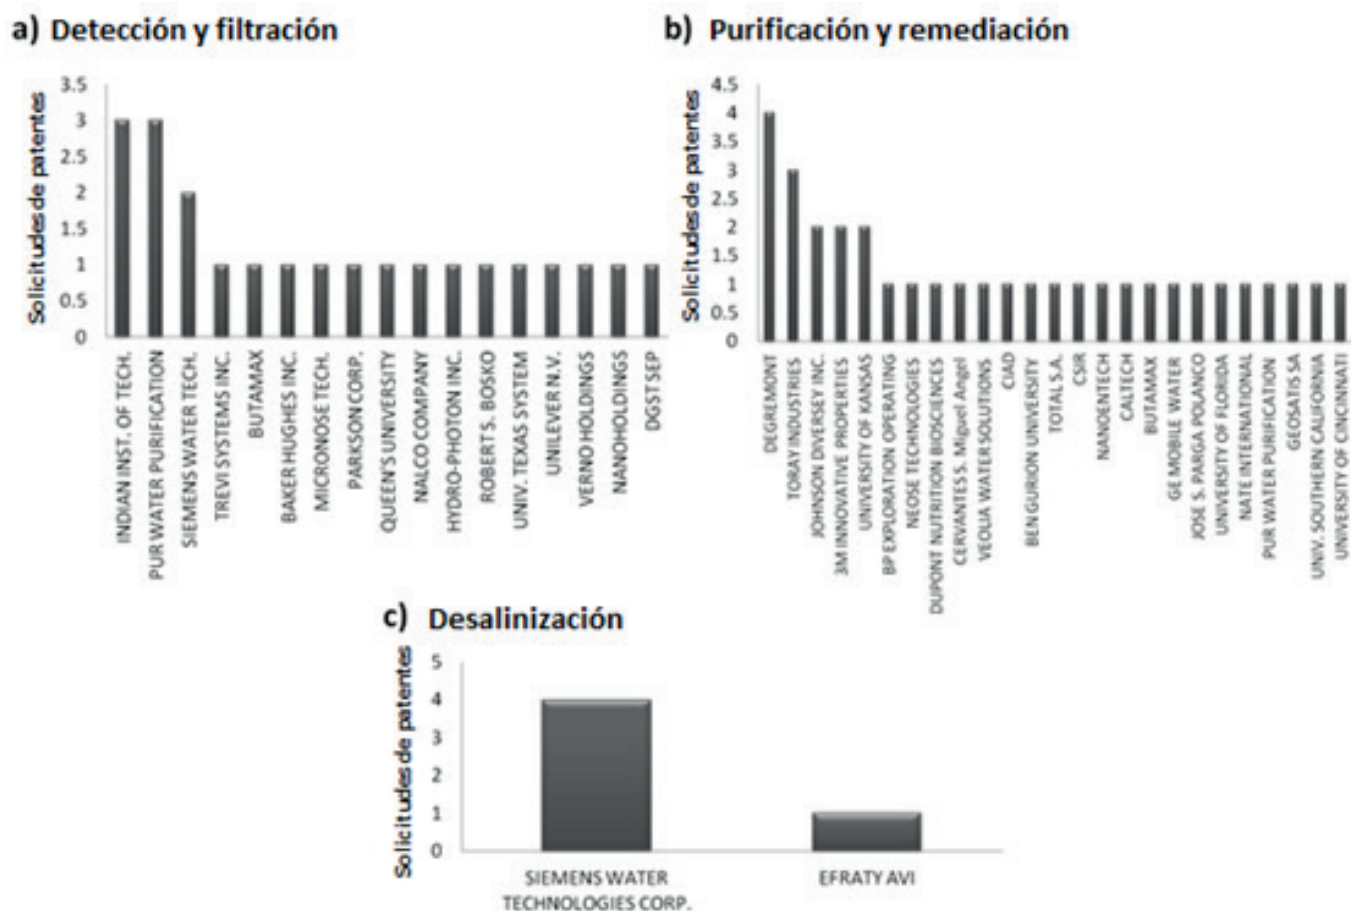 a) Detección y filtración
Solicitudes de patentes
3.5
3
2.5
2
1.5
1
0.5
0
INDIAN INST. OF TECH.
PUR WATER PURIFICATION
SIEMENS WATER TECH.
TREVI SYSTEMS INC.
BUTAMAX
BAKER HUGHES INC.
MICRONOSE TECH.
PARKSON CORP.
QUEEN'S UNIVERSITY
NALCO COMPANY
HYDRO-PHOTON INC.
ROBERT S. BOSKO
UNIV. TEXAS SYSTEM
UNILEVER N.V.
VERNO HOLDINGS
NANOHOLDINGS
DGST SEP
b) Purificación y remediación
Solicitudes de patentes
4.5
4
3.5
3
2.5
2
1.5
1
0.5
0
DEGREMONT
TORAY INDUSTRIES
JOHNSON DIVERSEY INC.
3M INNOVATIVE PROPERTIES
UNIVERSITY OF KANSAS
BP EXPLORATION OPERATING
NEOSE TECHNOLOGIES
DUPONT NUTRITION BIOSCIENCES
CERVANTES S. Miguel Angel
VEOLIA WATER SOLUTIONS
CIAD
BEN GURION UNIVERSITY
TOTAL S.A.
CSIR
NANOENTECH
CALTECH
BUTAMAX
GE MOBILE WATER
JOSE S. PARGA POLANCO
UNIVERSITY OF FLORIDA
NATE INTERNATIONAL
PUR WATER PURIFICATION
GEOSATIS SA
UNIV. SOUTHERN CALIFORNIA
UNIVERSITY OF CINCINATI
c) Desalinización
Solicitudes de patentes
5
4
3
2
1
0
SIEMENS WATER
TECHNOLOGIES CORP.
EFRATY AVI